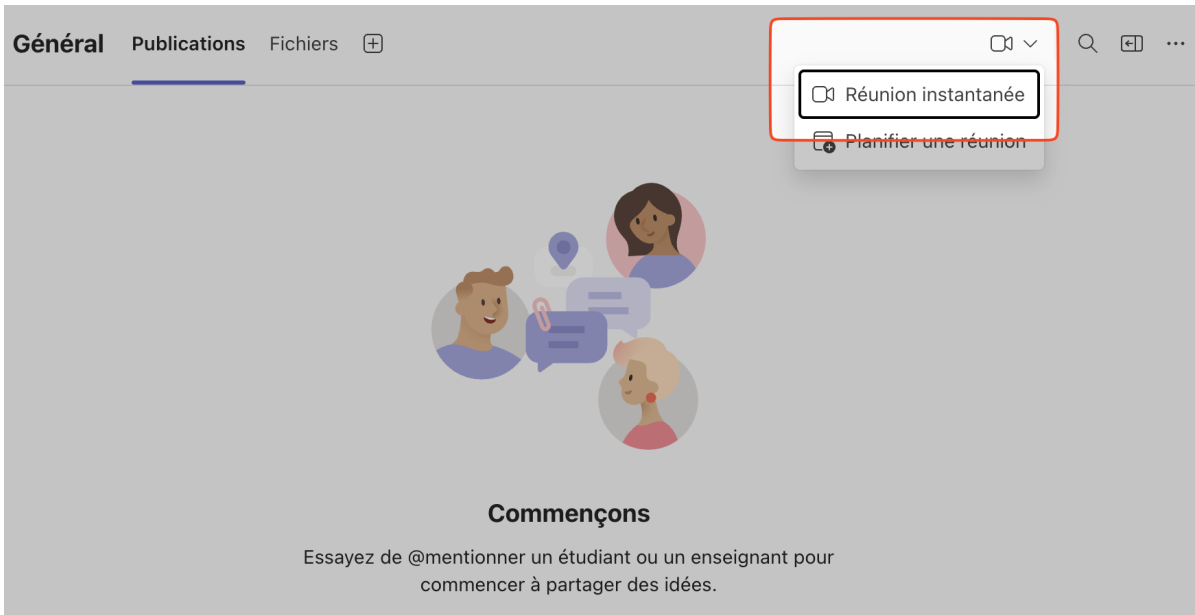 Général Publications Fichiers
Réunion instantanée
Planifier une réunion
Commençons
Essayez de @mentionner un étudiant ou un enseignant pour
commencer à partager des idées.